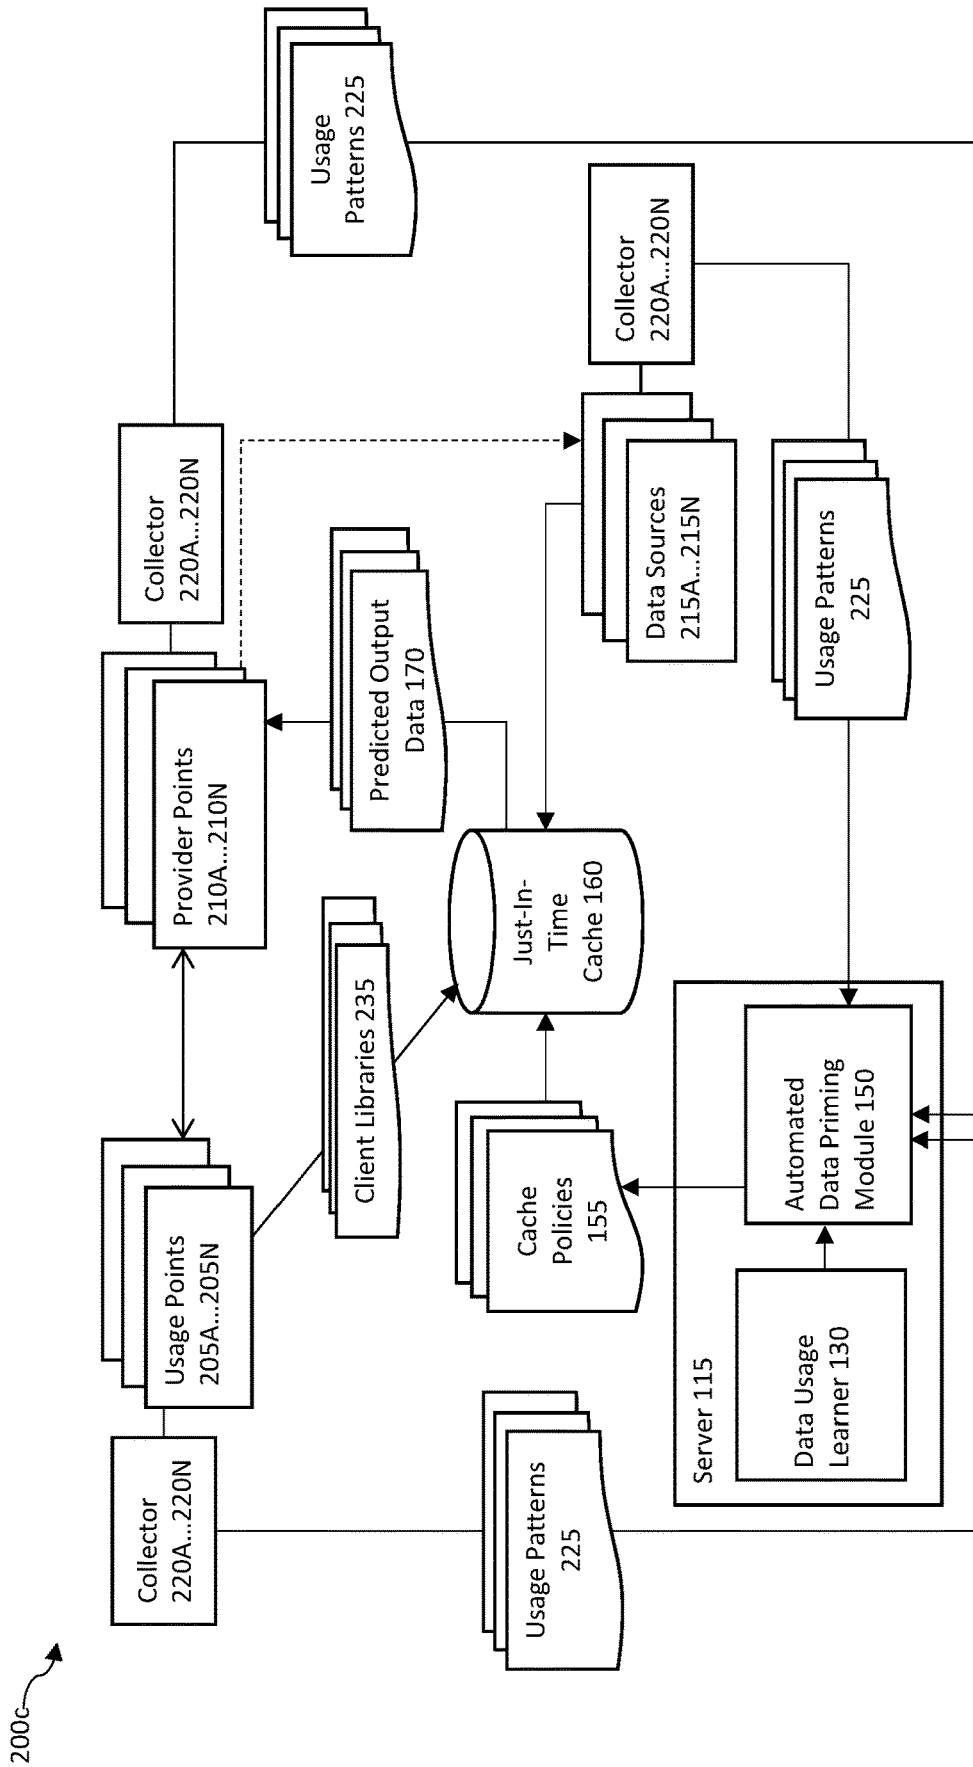 200c
Collector
220A...220N
Usage Points
205A...205N
Provider Points
210A...210N
Collector
220A...220N
Usage
Patterns 225
Client Libraries 235
Predicted Output
Data 170
Usage Patterns
225
Cache
Policies
155
Just-In-
Time
Cache 160
Data Sources
215A...215N
Collector
220A...220N
Server 115
Data Usage
Learner 130
Automated
Data Priming
Module 150
Usage Patterns
225